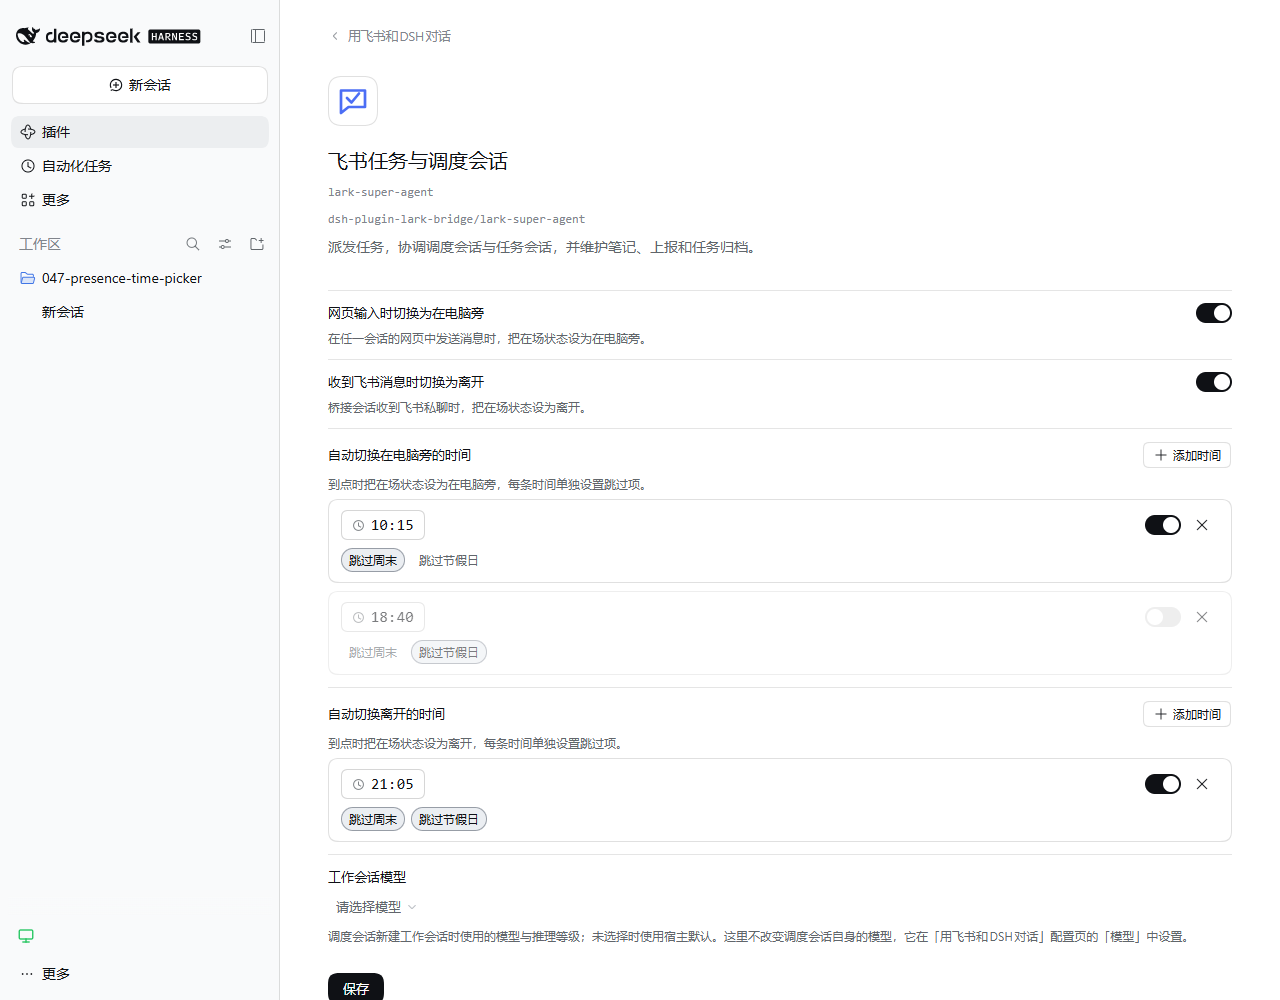 deepseek HARNESS
新会话
插件
自动化任务
更多
工作区
047-presence-time-picker
新会话
更多
用飞书和DSH对话
飞书任务与调度会话
lark-super-agent
dsh-plugin-lark-bridge/lark-super-agent
派发任务，协调调度会话与任务会话，并维护笔记、上报和任务归档。
网页输入时切换为在电脑旁
在任一会话的网页中发送消息时，把在场状态设为在电脑旁。
收到飞书消息时切换为离开
桥接会话收到飞书私聊时，把在场状态设为离开。
自动切换在电脑旁的时间
添加时间
到点时把在场状态设为在电脑旁，每条时间单独设置跳过项。
10:15
跳过周末 跳过节假日
18:40
跳过周末 跳过节假日
自动切换离开的时间
添加时间
到点时把在场状态设为离开，每条时间单独设置跳过项。
21:05
跳过周末 跳过节假日
工作会话模型
请选择模型
调度会话新建工作会话时使用的模型与推理等级；未选择时使用宿主默认。这里不改变调度会话自身的模型，它在「用飞书和DSH对话」配置页的「模型」中设置。
保存